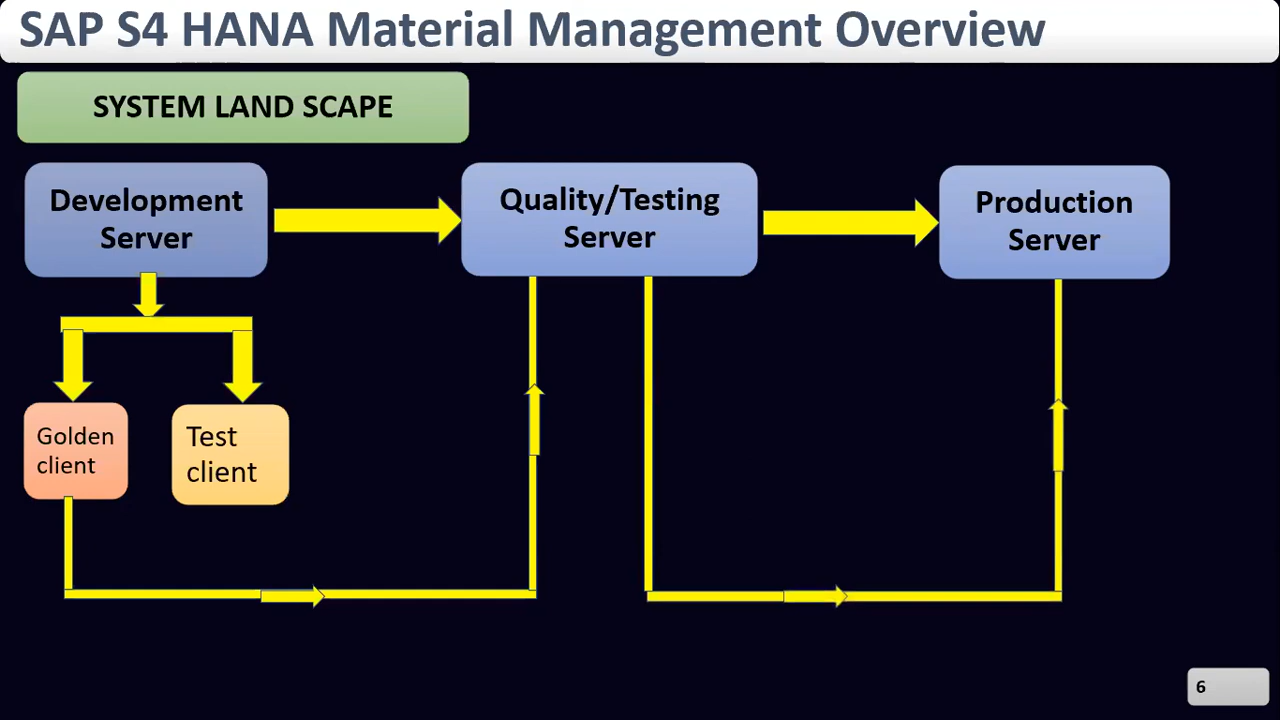 SAP S4 HANA Material Management Overview
SYSTEM LAND SCAPE
Development
Server
Quality/Testing
Server
Production
Server
Golden
client
Test
client
6